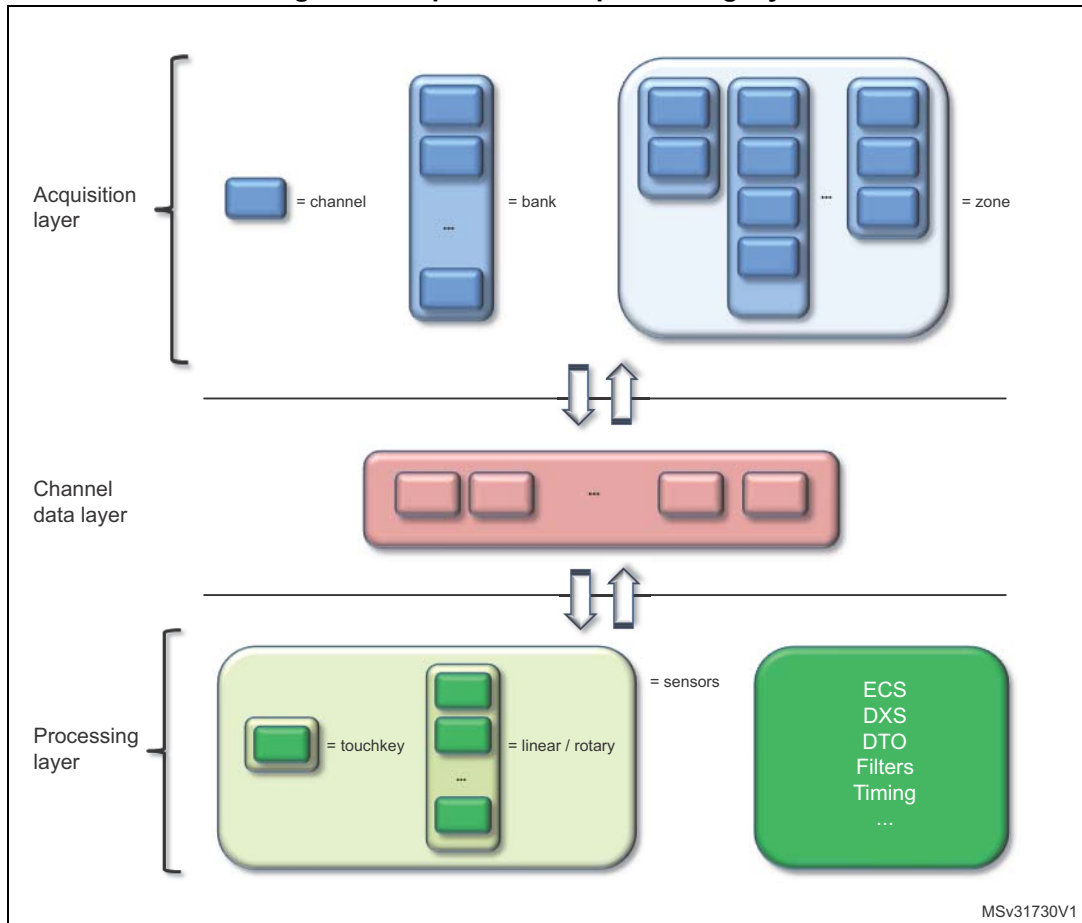 Acquisition
layer
= channel
...
= bank
...
= zone
Channel
data layer
...
= sensors
Processing
layer
= touchkey
...
= linear / rotary
ECS
DXS
DTO
Filters
Timing
...
MSv31730V1